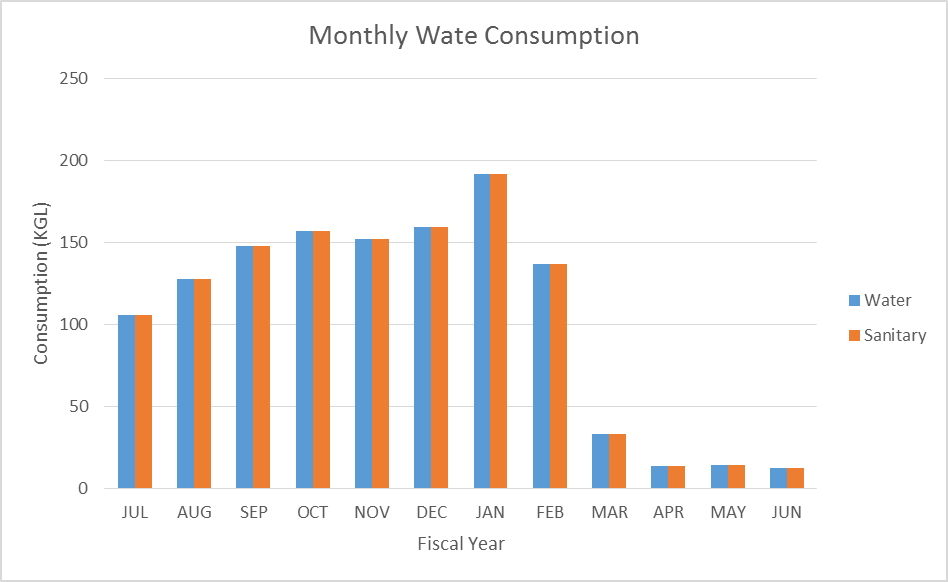 Monthly Wate Consumption
250
200
150
100
50
0
Consumption (KGL)
JUL AUG SEP OCT NOV DEC JAN FEB MAR APR MAY JUN
Fiscal Year
Water
Sanitary